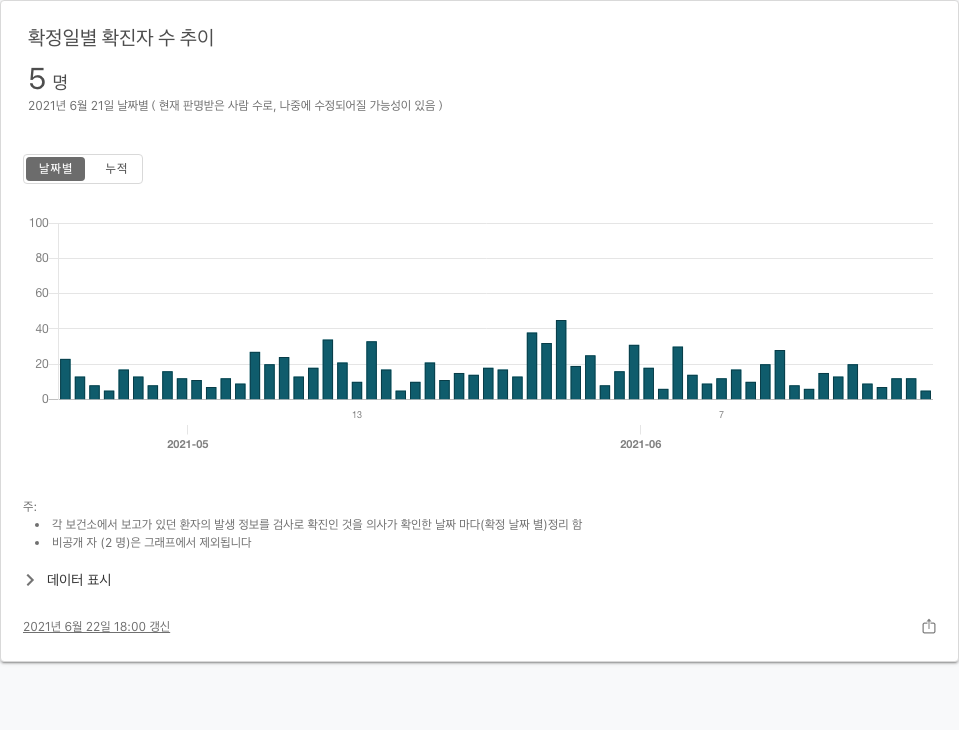 확정일별 확진자 수 추이
5 명
2021년 6월 21일 날짜별 ( 현재 판명받은 사람 수로, 나중에 수정되어질 가능성이 있음 )
날짜별 누적
100
80
60
40
20
0
13 7
2021-05 2021-06
주:
• 각 보건소에서 보고가 있던 환자의 발생 정보를 검사로 확진인 것을 의사가 확인한 날짜 마다(확정 날짜 별)정리 함
• 비공개 자 (2 명)은 그래프에서 제외됩니다
데이터 표시
2021년 6월 22일 18:00 갱신